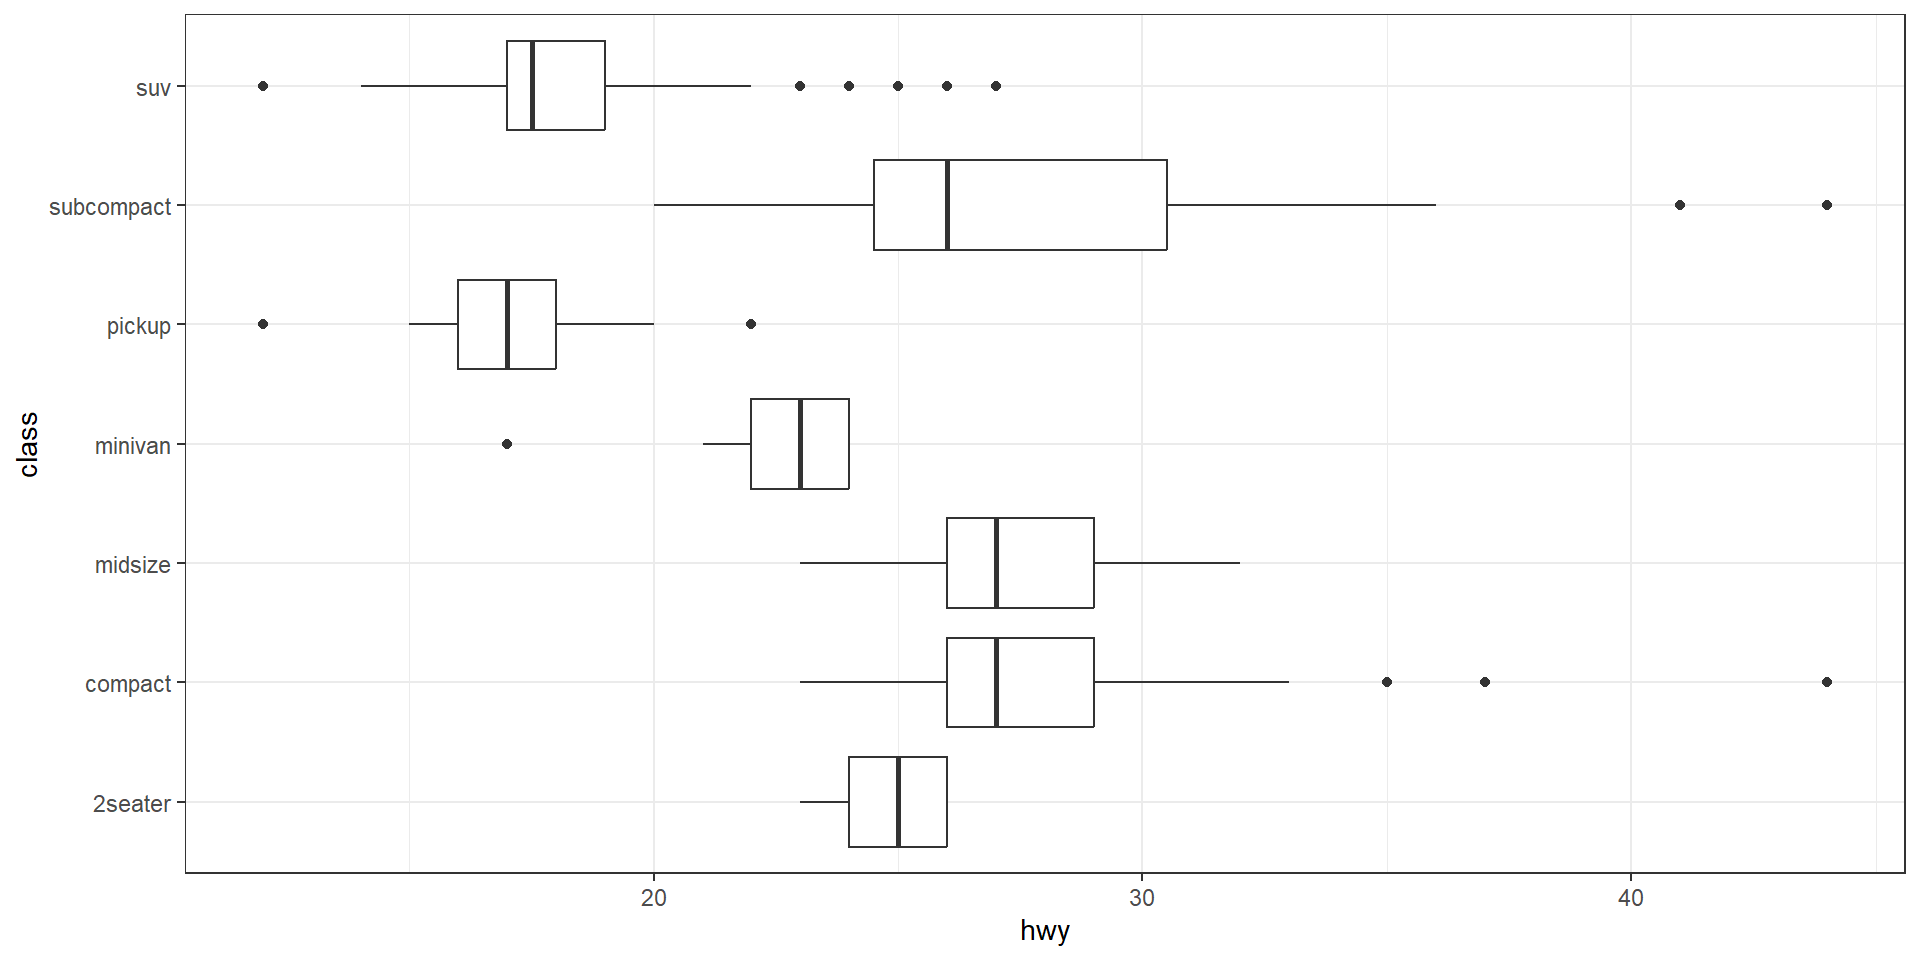 suv
subcompact
pickup
minivan
midsize
compact
2seater
class
20 30 40
hwy